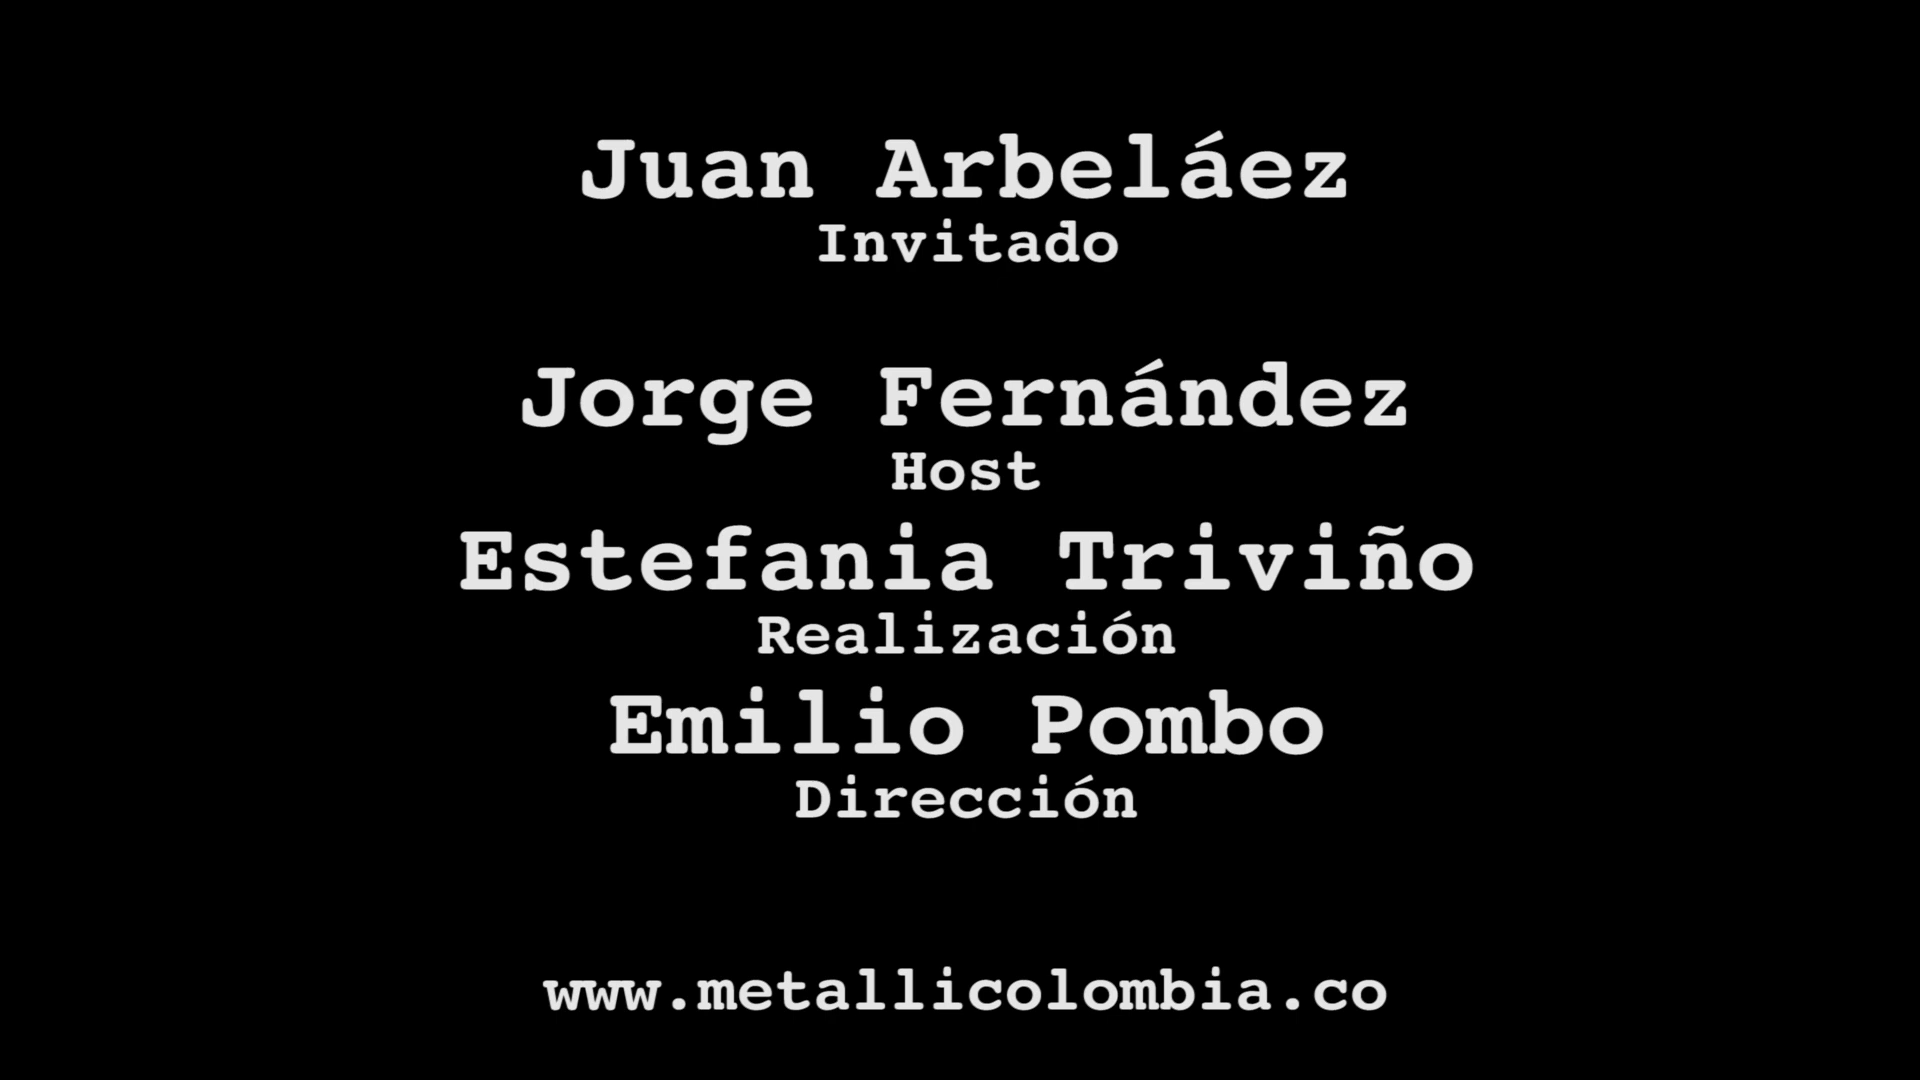 Juan Arbeláez
Invitado
Jorge Fernández
Host
Estefania Triviño
Realización
Emilio Pombo
Dirección
www.metallicolombia.co